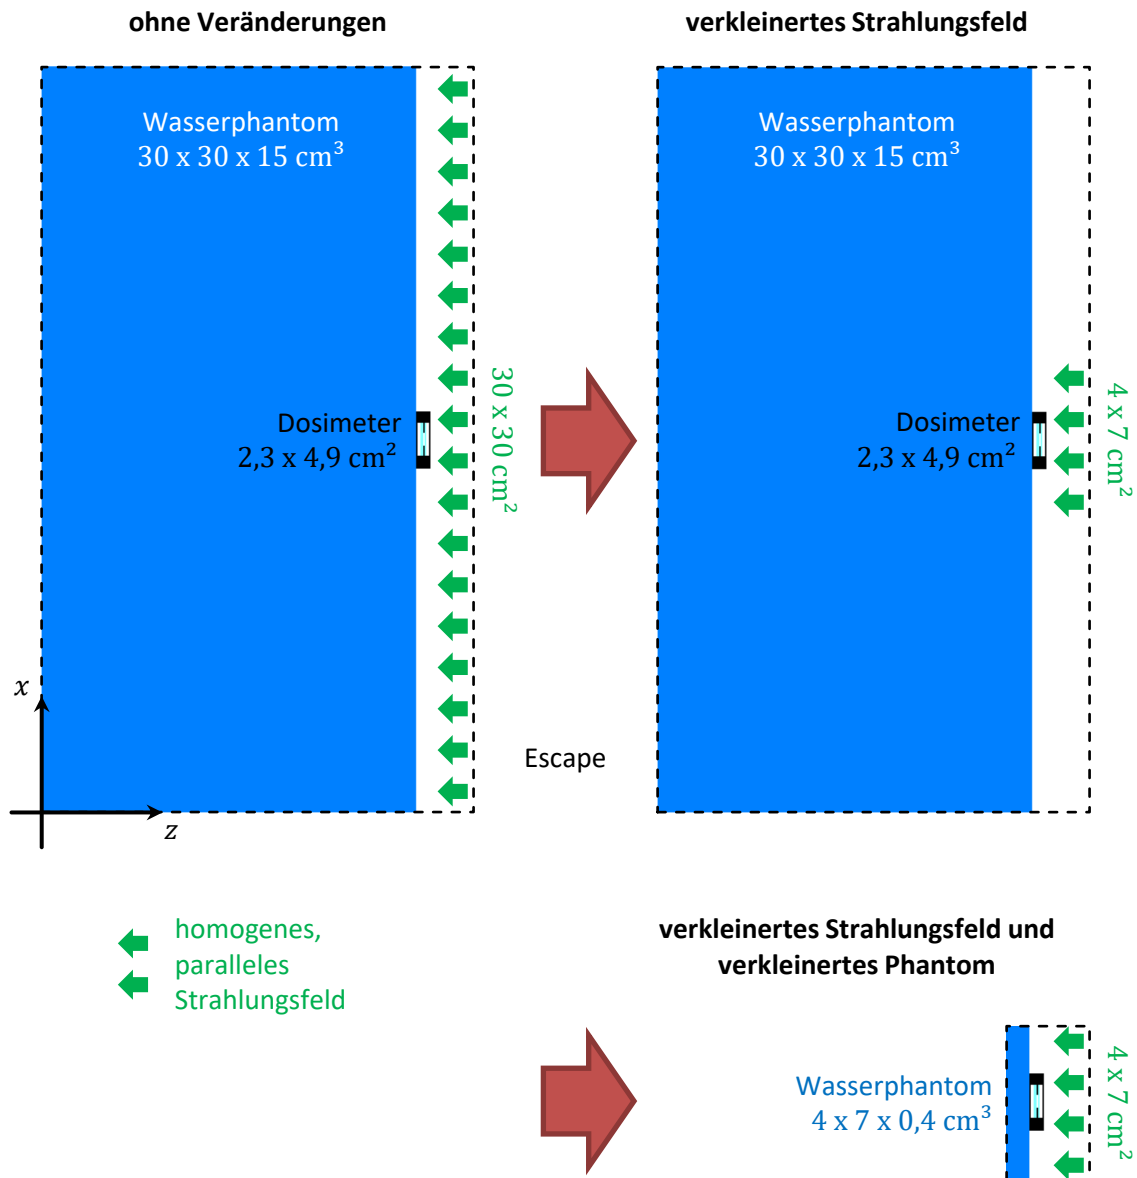 ohne Veränderungen
verkleinertes Strahlungsfeld
Wasserphantom
30 x 30 x 15 cm³
Wasserphantom
30 x 30 x 15 cm³
30 x 30 cm²
4 x 7 cm²
Dosimeter
2,3 x 4,9 cm²
Dosimeter
2,3 x 4,9 cm²
x
z
Escape
homogenes,
paralleles
Strahlungsfeld
verkleinertes Strahlungsfeld und
verkleinertes Phantom
Wasserphantom
4 x 7 x 0,4 cm³
4 x 7 cm²